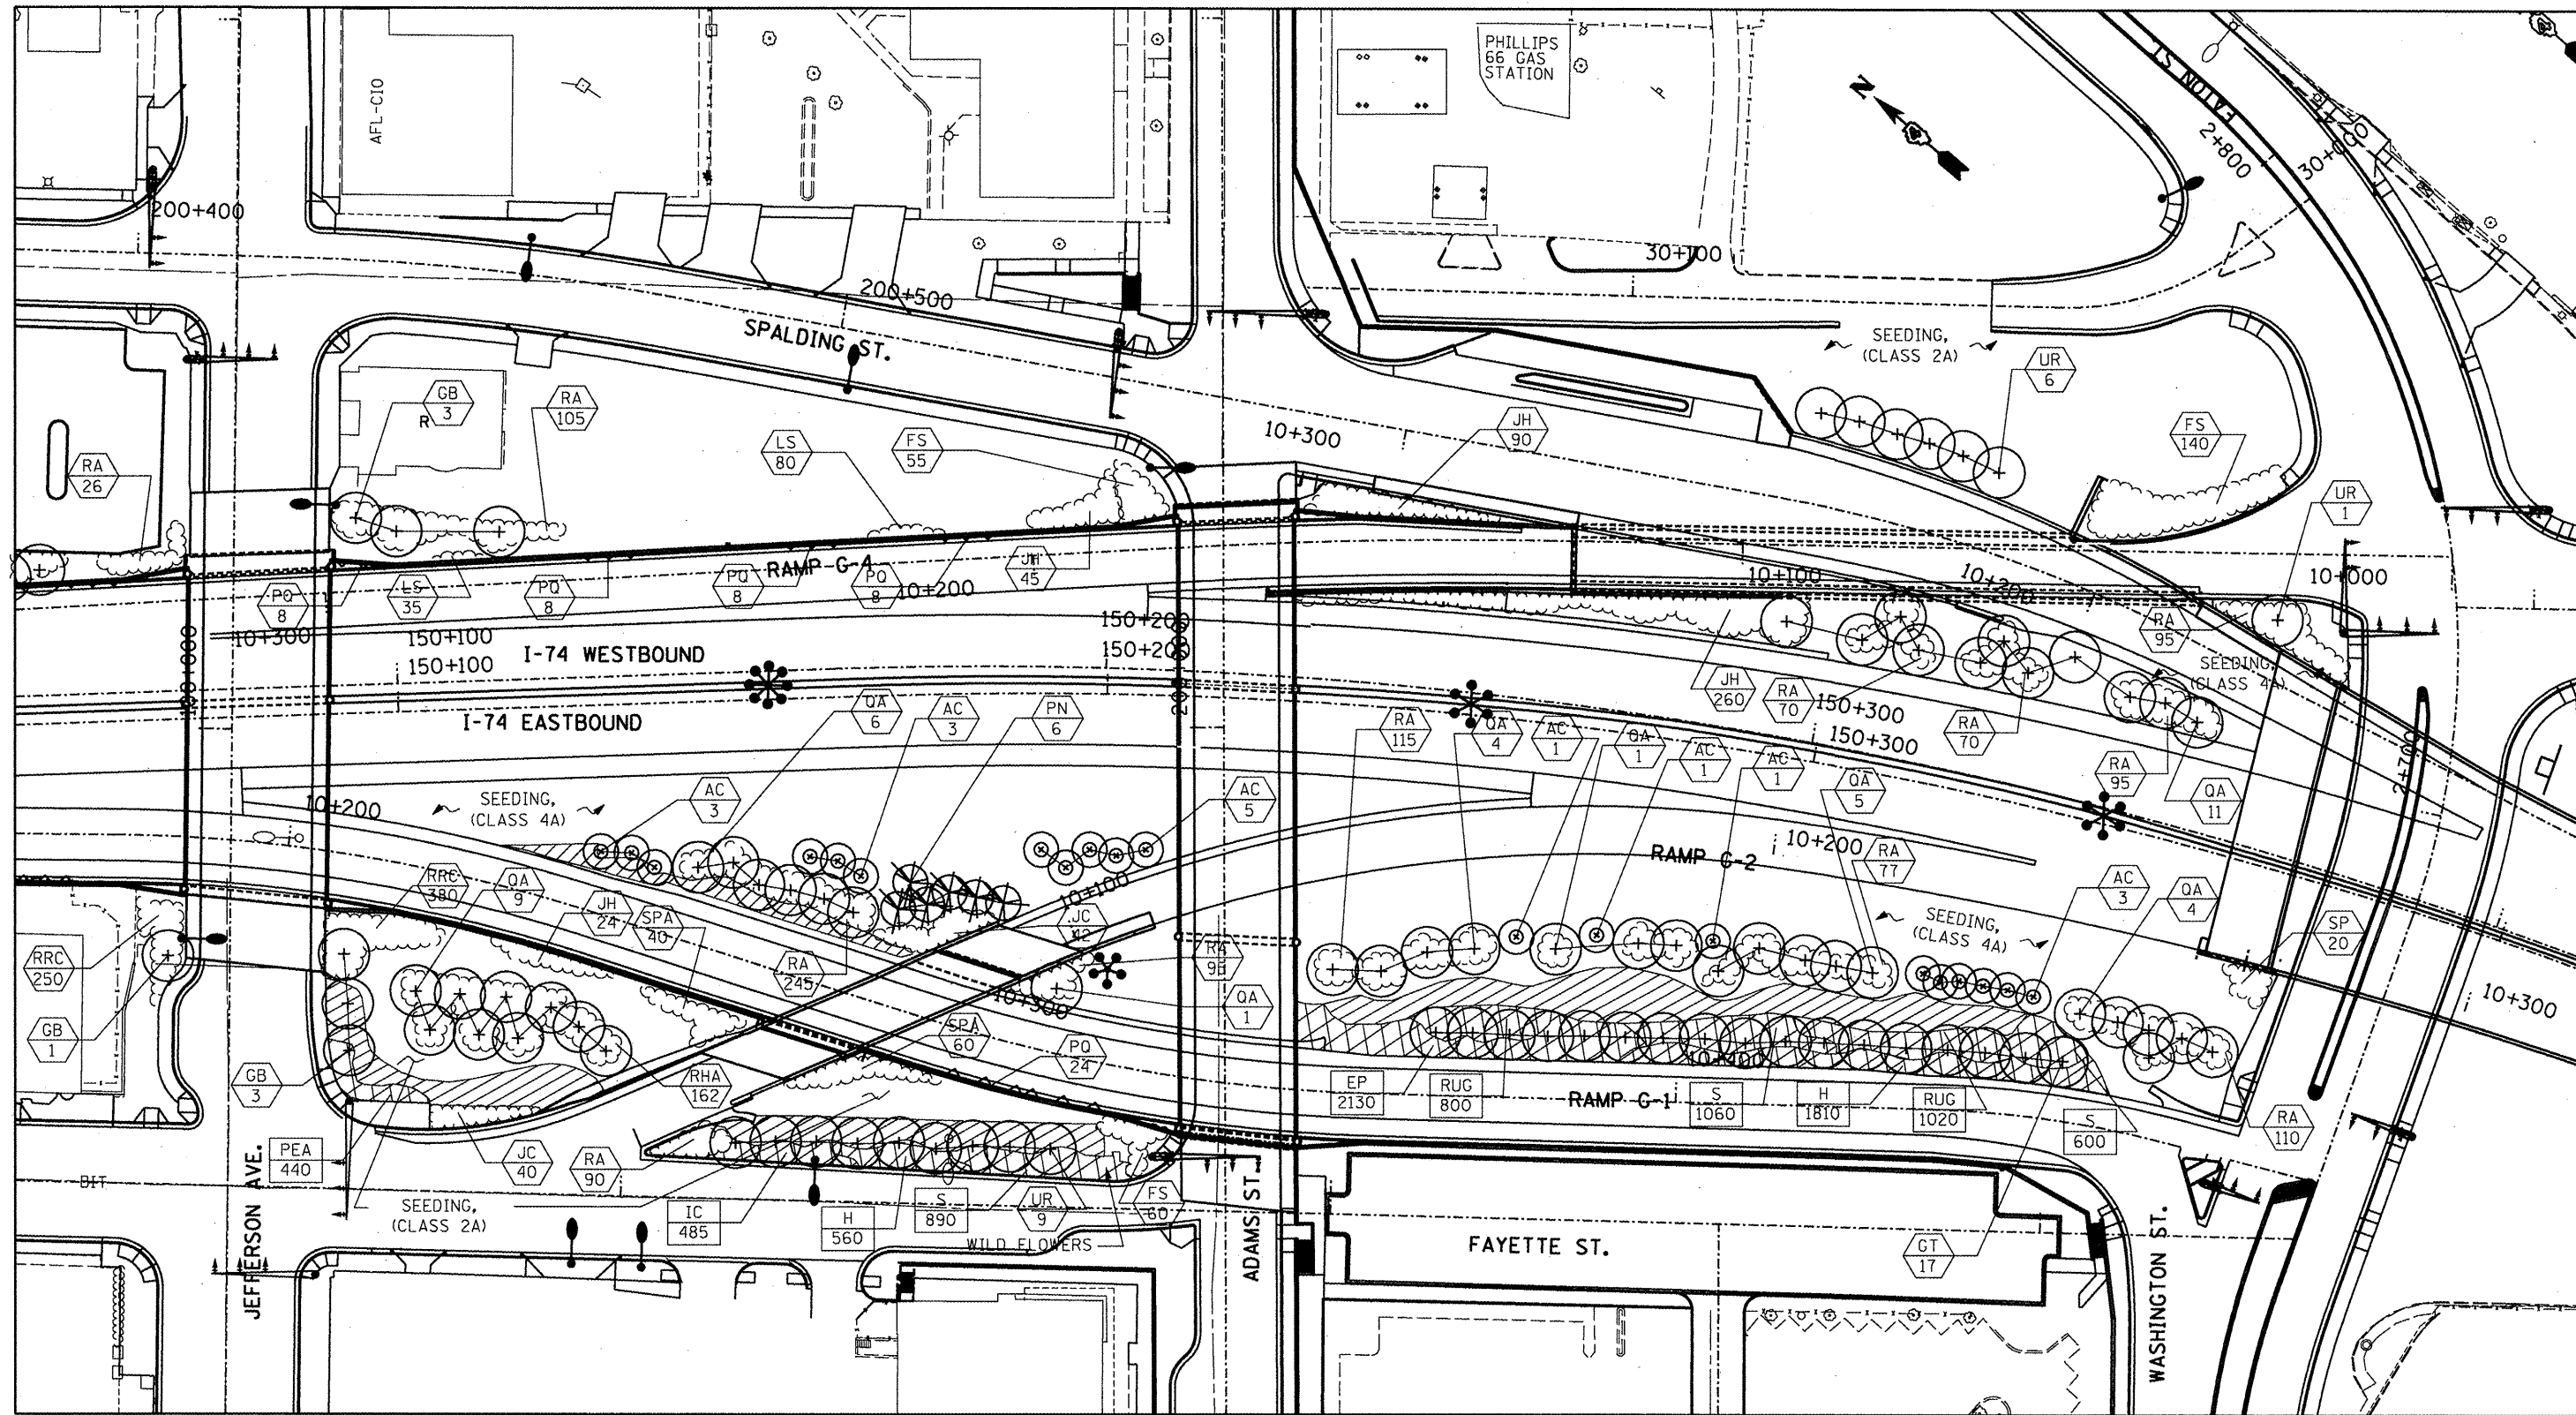 PHILLIPS
66 GAS
STATION
AFL-CIO
N
EATON ST.
2+800
200+400
30+100
200+500
SPALDING ST.
SEEDING,
(CLASS 2A)
UR
6
GB
3
R
RA
105
LS
80
FS
55
10+300
JH
90
FS
140
RA
26
UR
1
PQ
8
LS
35
PQ
8
PQ
8
RAMP G-4
PQ
8
10+200
JH
45
10+100
10+200
10+000
10+300
150+100
150+100
I-74 WESTBOUND
150+200
150+200
RA
95
SEEDING,
(CLASS 4A)
I-74 EASTBOUND
QA
6
AC
3
PN
6
JH
260
RA
70
150+300
150+300
RA
70
RA
115
QA
4
AC
1
QA
1
AC
1
AC
1
QA
5
RA
95
QA
11
2+700
10+200
SEEDING,
(CLASS 4A)
AC
3
AC
5
RAMP G-2
10+200
RA
77
RRC
380
QA
9
JH
24
SPA
40
10+100
JC
42
AC
3
QA
4
SEEDING,
(CLASS 4A)
SP
20
RRC
250
RA
245
10+300
QA
1
10+300
GB
1
SPA
60
PQ
24
GB
3
RHA
162
10+400
EP
2130
RUG
800
RAMP G-1
S
1060
H
1810
RUG
1020
S
600
RA
110
PEA
440
JC
40
RA
90
BIT
JEFFERSON AVE.
SEEDING,
(CLASS 2A)
IC
485
H
560
S
890
UR
9
FS
60
WILD FLOWERS
ADAMS ST.
FAYETTE ST.
GT
17
WASHINGTON ST.